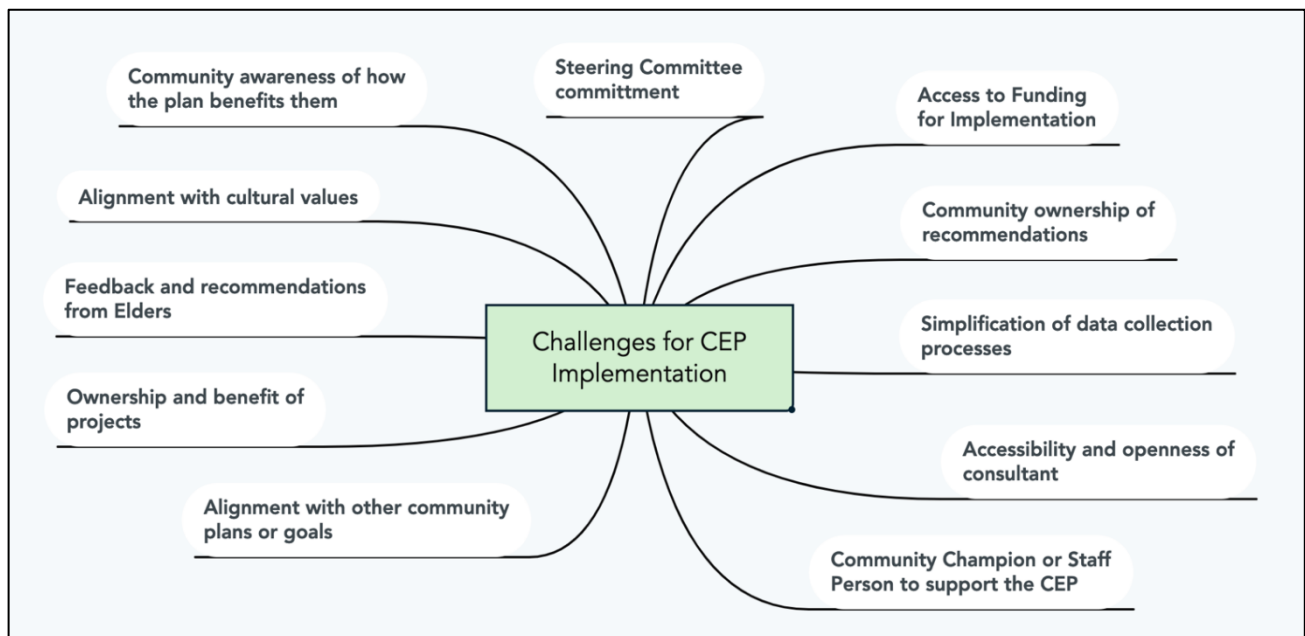 Community awareness of how
the plan benefits them
Steering Committee
committment
Access to Funding
for Implementation
Alignment with cultural values
Community ownership of
recommendations
Feedback and recommendations
from Elders
Challenges for CEP
Implementation
Simplification of data collection
processes
Ownership and benefit of
projects
Accessibility and openness of
consultant
Alignment with other community
plans or goals
Community Champion or Staff
Person to support the CEP